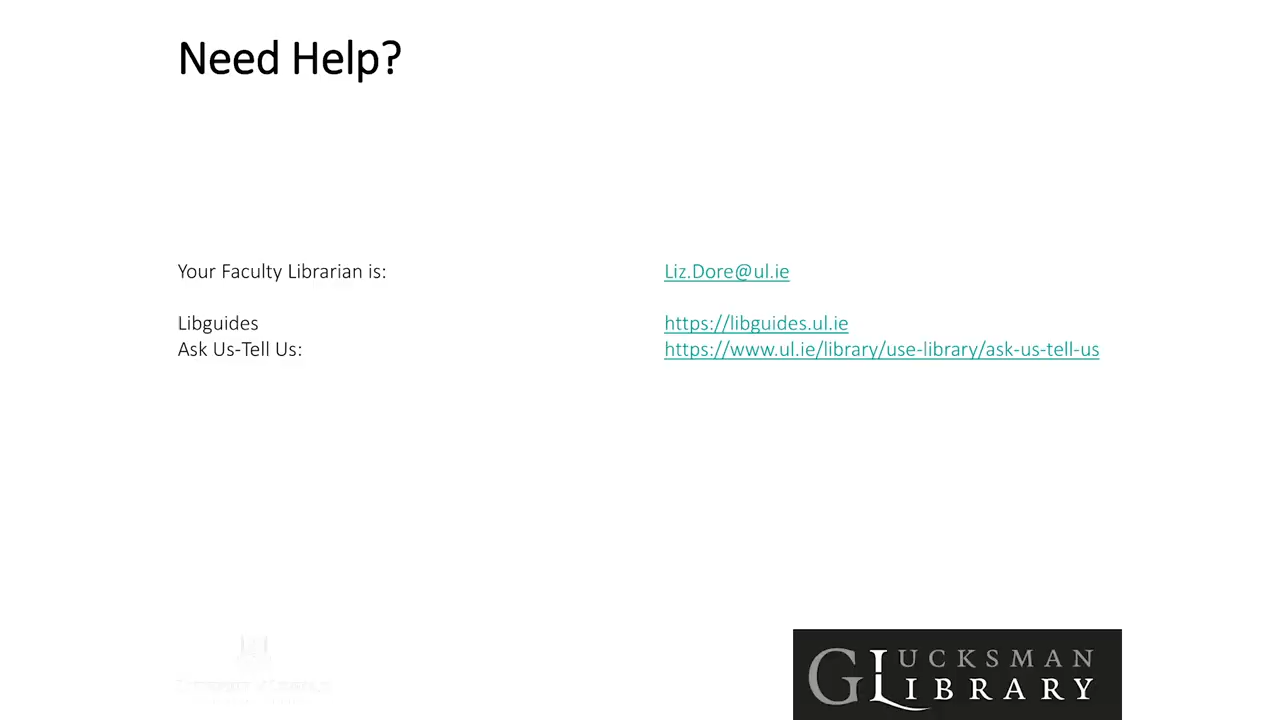 Need Help?
Your Faculty Librarian is: Liz.Dore@ul.ie
Libguides https://libguides.ul.ie
Ask Us-Tell Us: https://www.ul.ie/library/use-library/ask-us-tell-us
GLUCKSMAN
LIBRARY